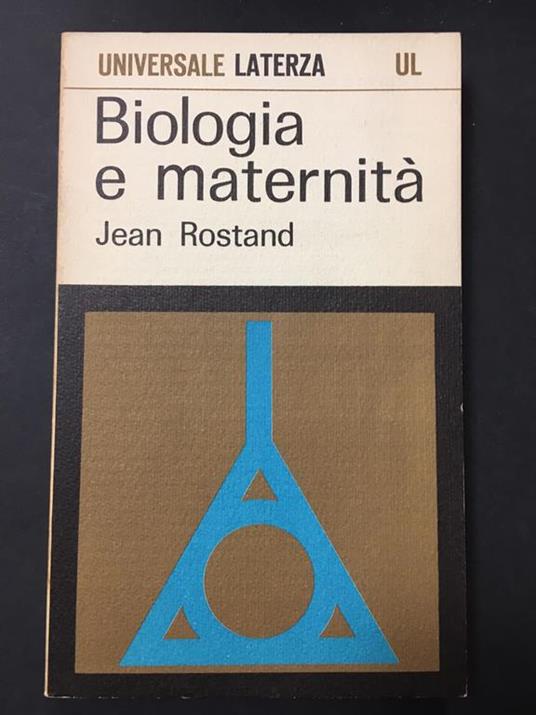 UNIVERSALE LATERZA UL
Biologia
e maternità
Jean Rostand